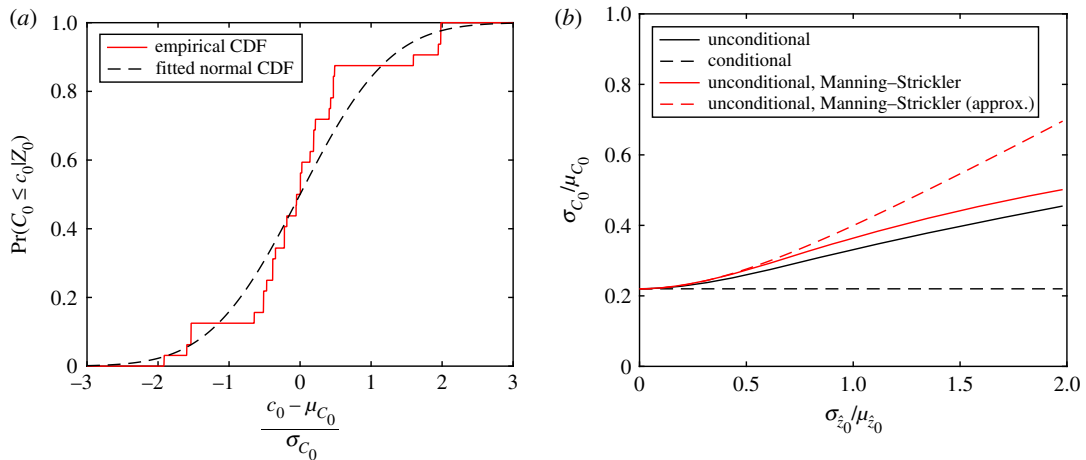 (a)
1.0
0.8
0.6
0.4
0.2
0
Pr(C₀ ≤ c₀|Z₀)
empirical CDF
fitted normal CDF
–3
–2
–1
0
1
2
3
c₀ – μ_C₀
σ_C₀
(b)
1.0
0.8
0.6
0.4
0.2
0
σ_C₀/μ_C₀
unconditional
conditional
unconditional, Manning–Strickler
unconditional, Manning–Strickler (approx.)
0
0.5
1.0
1.5
2.0
σ_ẑ₀/μ_ẑ₀